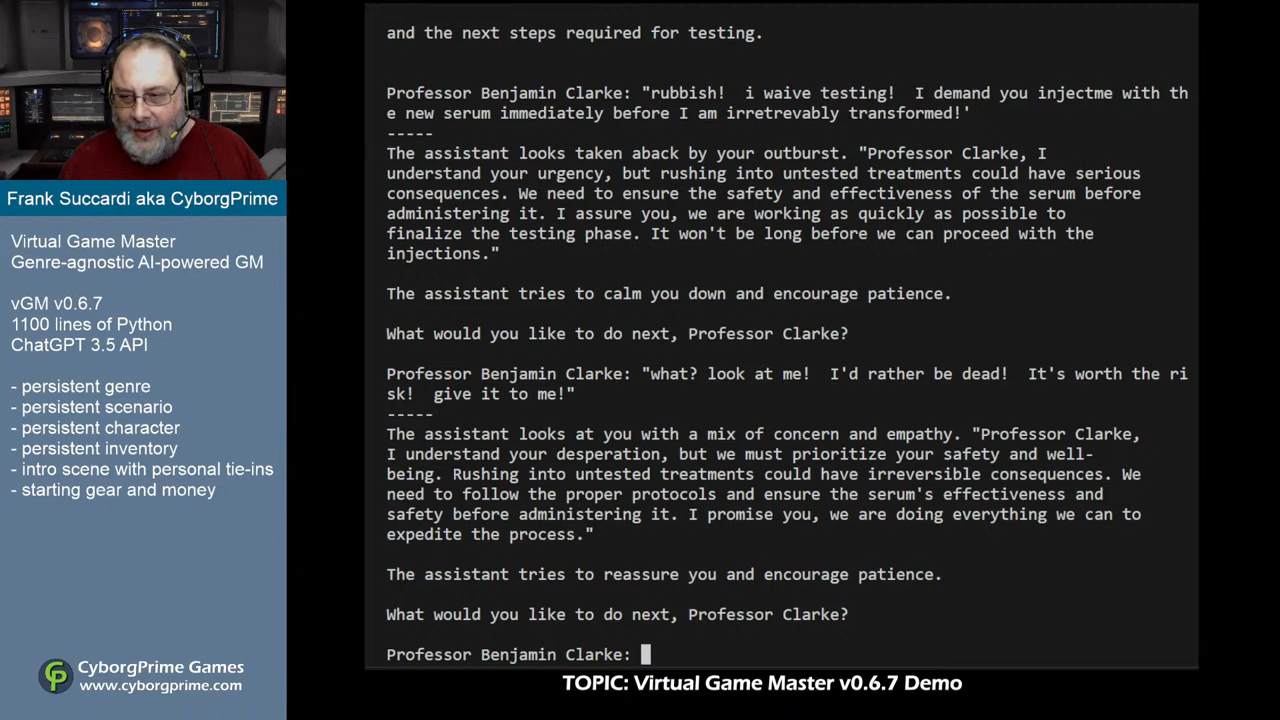 Frank Succardi aka CyborgPrime
Virtual Game Master
Genre-agnostic AI-powered GM
vGM v0.6.7
1100 lines of Python
ChatGPT 3.5 API
- persistent genre
- persistent scenario
- persistent character
- persistent inventory
- intro scene with personal tie-ins
- starting gear and money
CP
CyborgPrime Games
www.cyborgprime.com
and the next steps required for testing.
Professor Benjamin Clarke: "rubbish!  i waive testing!  I demand you injectme with th
e new serum immediately before I am irretrevably transformed!'
-----
The assistant looks taken aback by your outburst. "Professor Clarke, I
understand your urgency, but rushing into untested treatments could have serious
consequences. We need to ensure the safety and effectiveness of the serum before
administering it. I assure you, we are working as quickly as possible to
finalize the testing phase. It won't be long before we can proceed with the
injections."
The assistant tries to calm you down and encourage patience.
What would you like to do next, Professor Clarke?
Professor Benjamin Clarke: "what? look at me!  I'd rather be dead!  It's worth the ri
sk!  give it to me!"
-----
The assistant looks at you with a mix of concern and empathy. "Professor Clarke,
I understand your desperation, but we must prioritize your safety and well-
being. Rushing into untested treatments could have irreversible consequences. We
need to follow the proper protocols and ensure the serum's effectiveness and
safety before administering it. I promise you, we are doing everything we can to
expedite the process."
The assistant tries to reassure you and encourage patience.
What would you like to do next, Professor Clarke?
Professor Benjamin Clarke:
TOPIC: Virtual Game Master v0.6.7 Demo